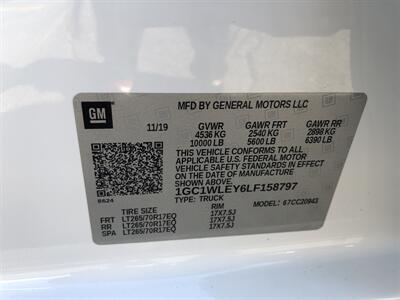 GM
MFD BY GENERAL MOTORS LLC
11/19 GVWR GAWR FRT GAWR RR
4536 KG 2540 KG 2898 KG
10000 LB 5600 LB 6390 LB
THIS VEHICLE CONFORMS TO ALL
APPLICABLE U.S. FEDERAL MOTOR
VEHICLE SAFETY STANDARDS IN EFFECT
ON THE DATE OF MANUFACTURE
SHOWN ABOVE.
1GC1WLEY6LF158797
TYPE: TRUCK MODEL: 67CC20943
8624
TIRE SIZE RIM
FRT LT265/70R17EQ 17X7.5J
RR LT265/70R17EQ 17X7.5J
SPA LT265/70R17EQ 17X7.5J